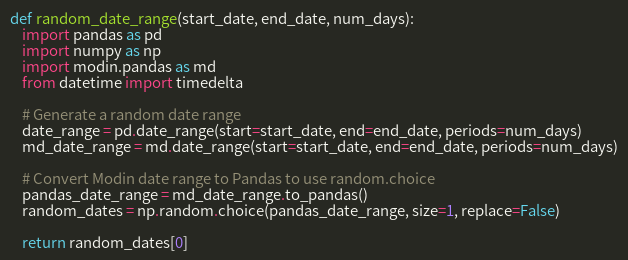 def random_date_range(start_date, end_date, num_days):
    import pandas as pd
    import numpy as np
    import modin.pandas as md
    from datetime import timedelta

    # Generate a random date range
    date_range = pd.date_range(start=start_date, end=end_date, periods=num_days)
    md_date_range = md.date_range(start=start_date, end=end_date, periods=num_days)

    # Convert Modin date range to Pandas to use random.choice
    pandas_date_range = md_date_range.to_pandas()
    random_dates = np.random.choice(pandas_date_range, size=1, replace=False)

    return random_dates[0]